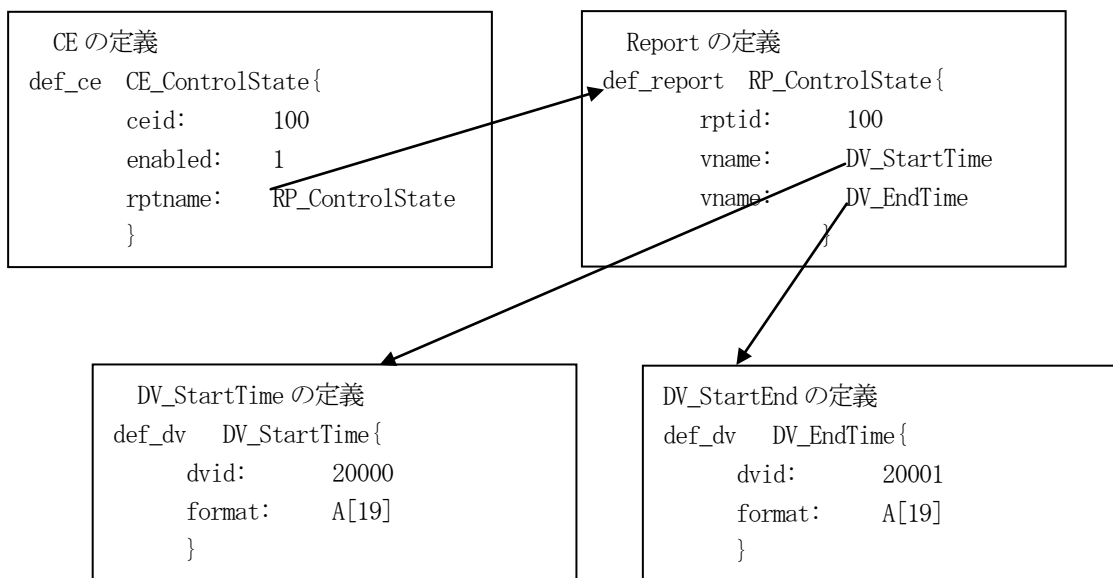 CE の定義
def_ce CE_ControlState{
ceid: 100
enabled: 1
rptname: RP_ControlState
}
Report の定義
def_report RP_ControlState{
rptid: 100
vname: DV_StartTime
vname: DV_EndTime
}
DV_StartTime の定義
def_dv DV_StartTime{
dvid: 20000
format: A[19]
}
DV_StartEnd の定義
def_dv DV_EndTime{
dvid: 20001
format: A[19]
}